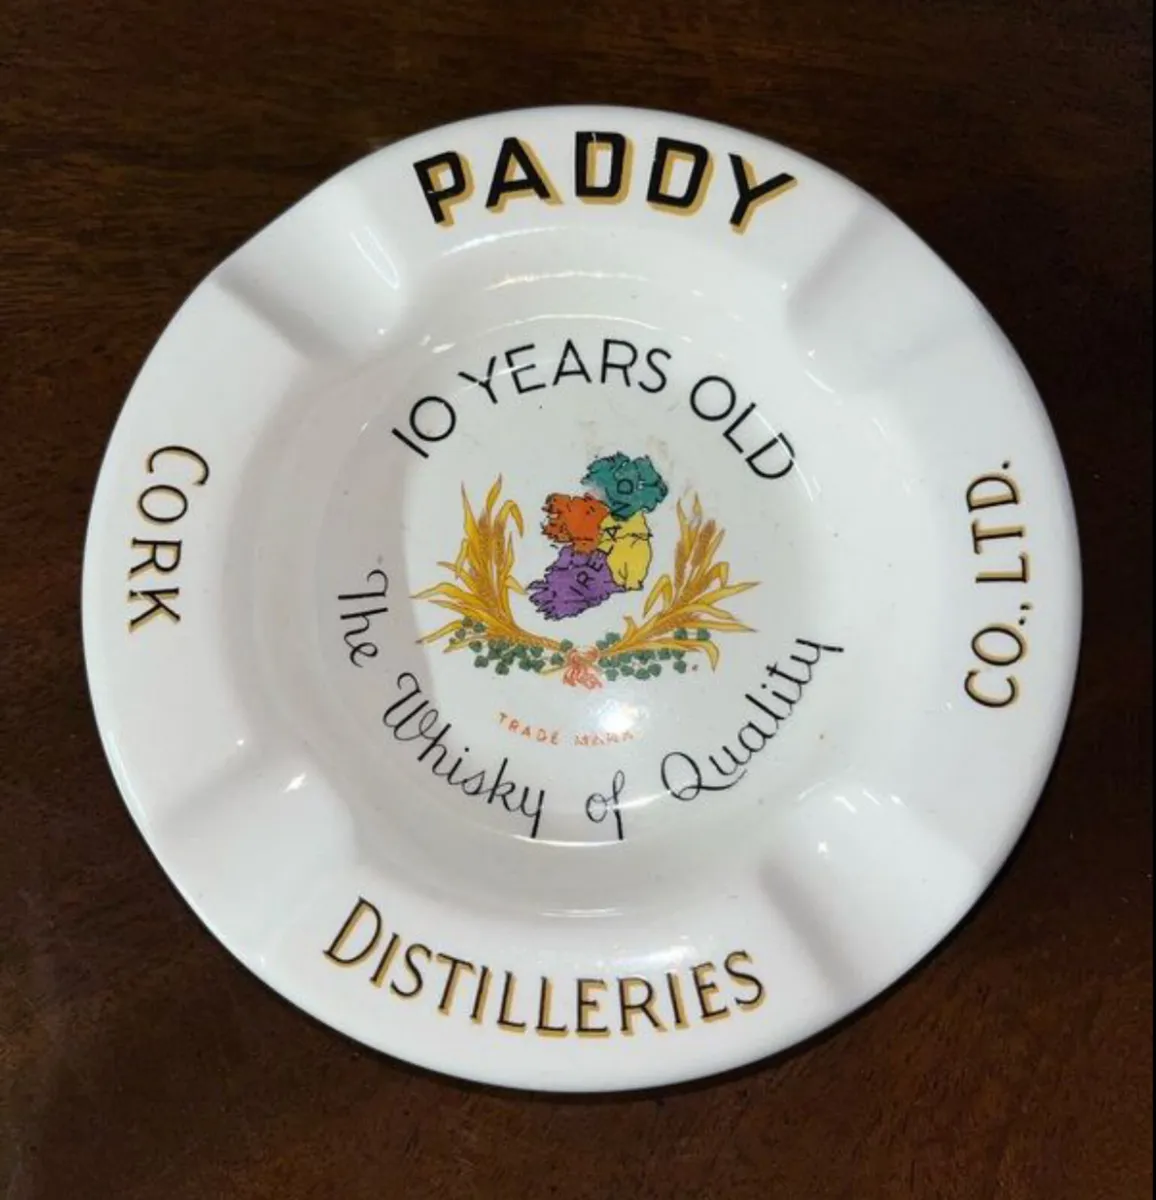 PADDY
CORK
DISTILLERIES
CO., LTD.
10 YEARS OLD
IRELAND
TRADE MARK
The Whisky of Quality